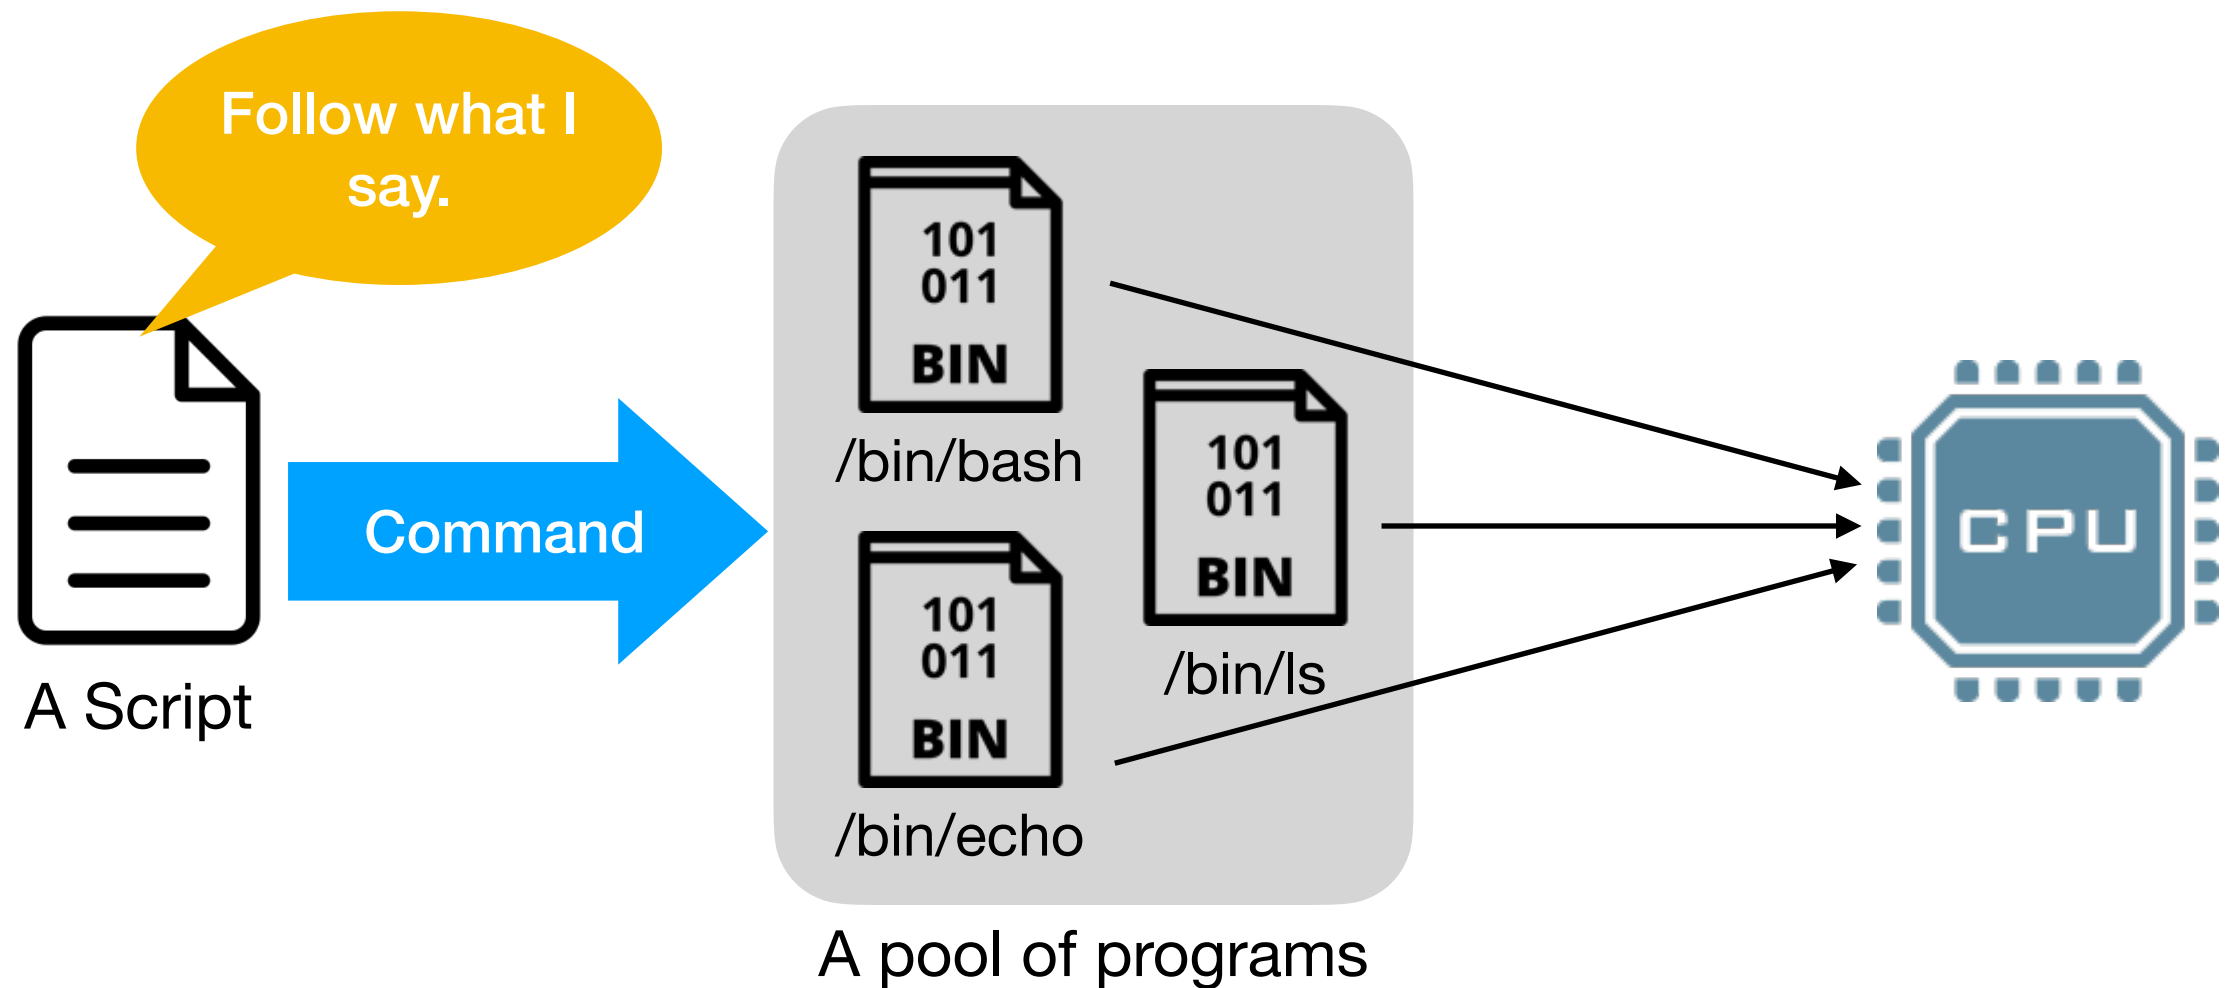 Follow what I
say.
A Script
Command
101
011
BIN
/bin/bash
101
011
BIN
/bin/ls
101
011
BIN
/bin/echo
A pool of programs
CPU